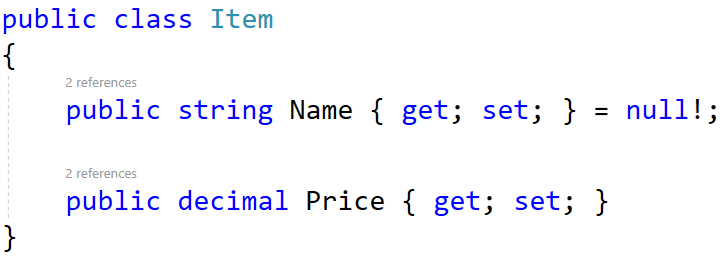 public class Item
{
2 references
public string Name { get; set; } = null!;
2 references
public decimal Price { get; set; }
}